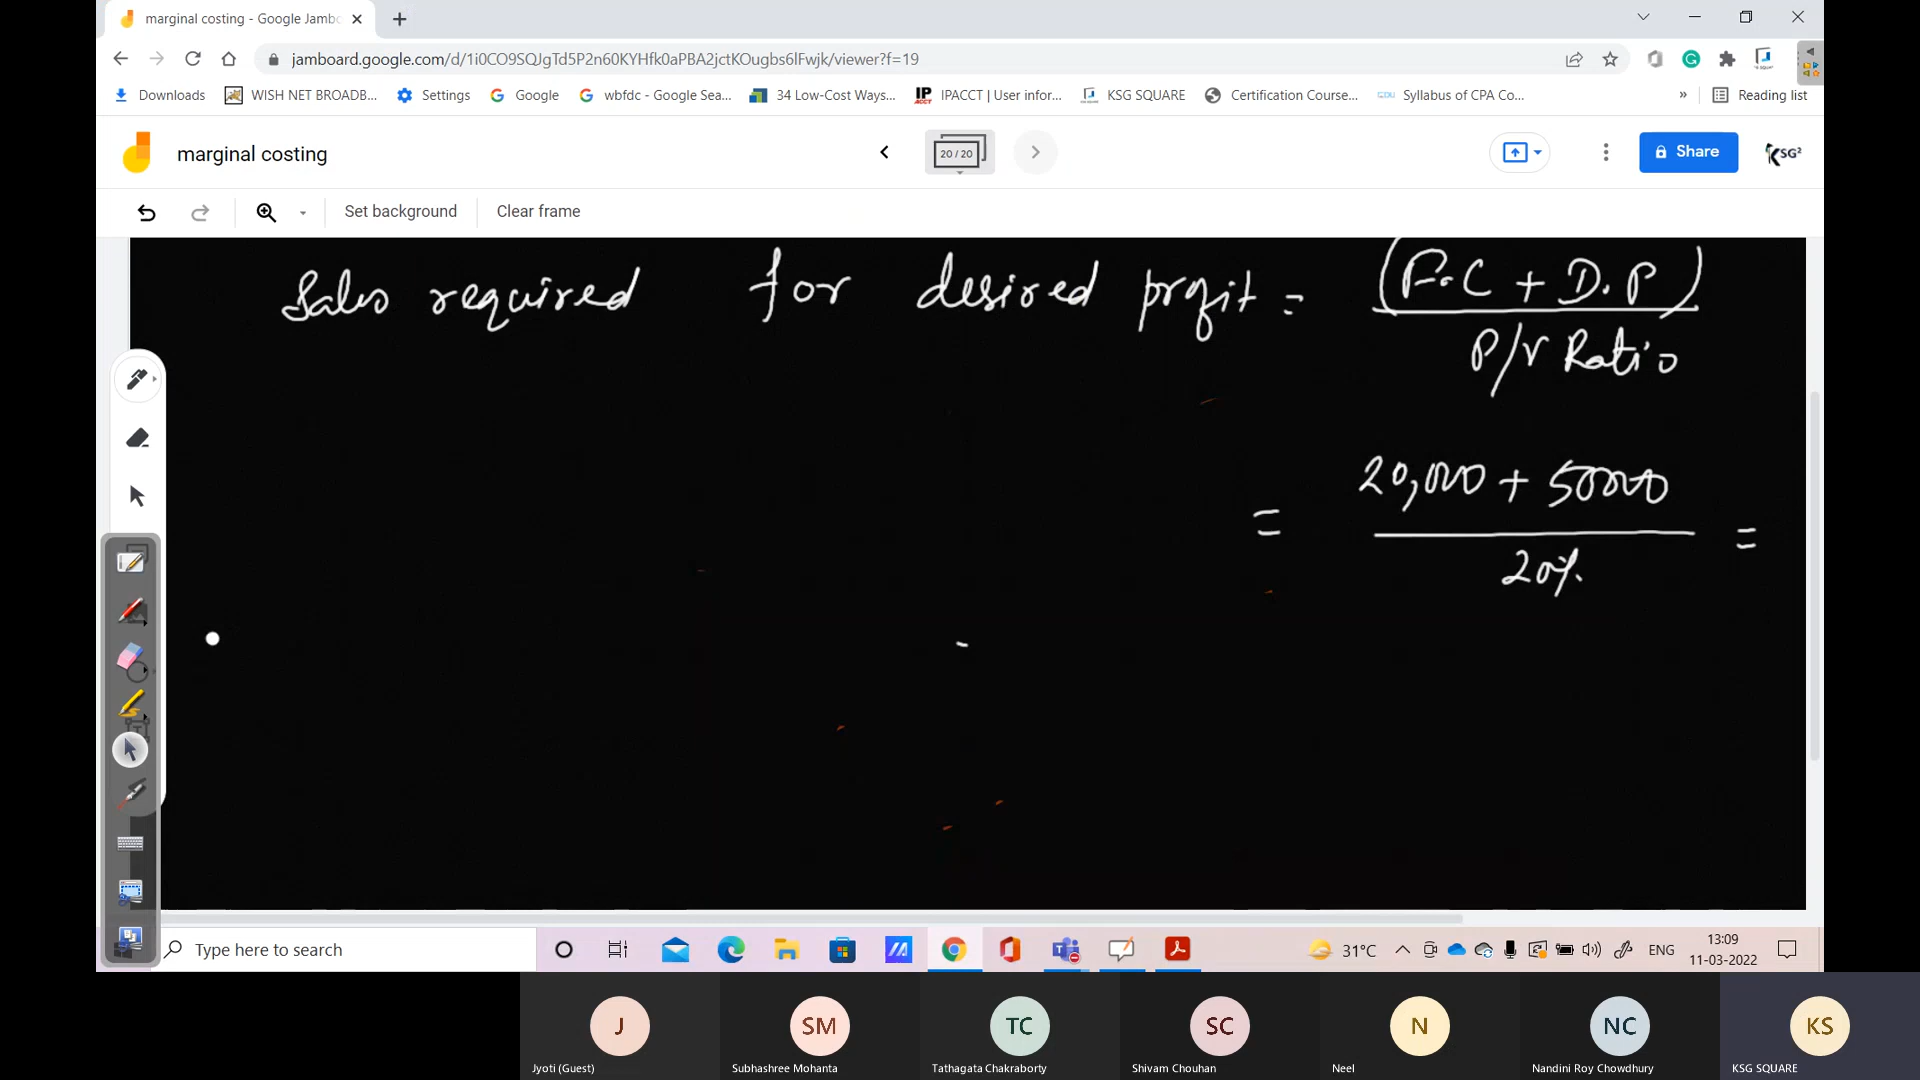 marginal costing - Google Jambo
jamboard.google.com/d/1i0CO9SQJgTd5P2n60KYHfk0aPBA2jctKOugbs6lFwjk/viewer?f=19
Downloads WISH NET BROADB... Settings Google wbfdc - Google Sea... 34 Low-Cost Ways... IPACCT | User infor... KSG SQUARE Certification Course... Syllabus of CPA Co... » Reading list
marginal costing
20 / 20
Share
KSG²
Set background Clear frame
Sales required for desired profit = (F.C + D.P)
P/V Ratio
= 20,000 + 50000 =
20%
Type here to search
31°C ENG
13:09
11-03-2022
J SM TC SC N NC KS
Jyoti (Guest) Subhashree Mohanta Tathagata Chakraborty Shivam Chouhan Neel Nandini Roy Chowdhury KSG SQUARE